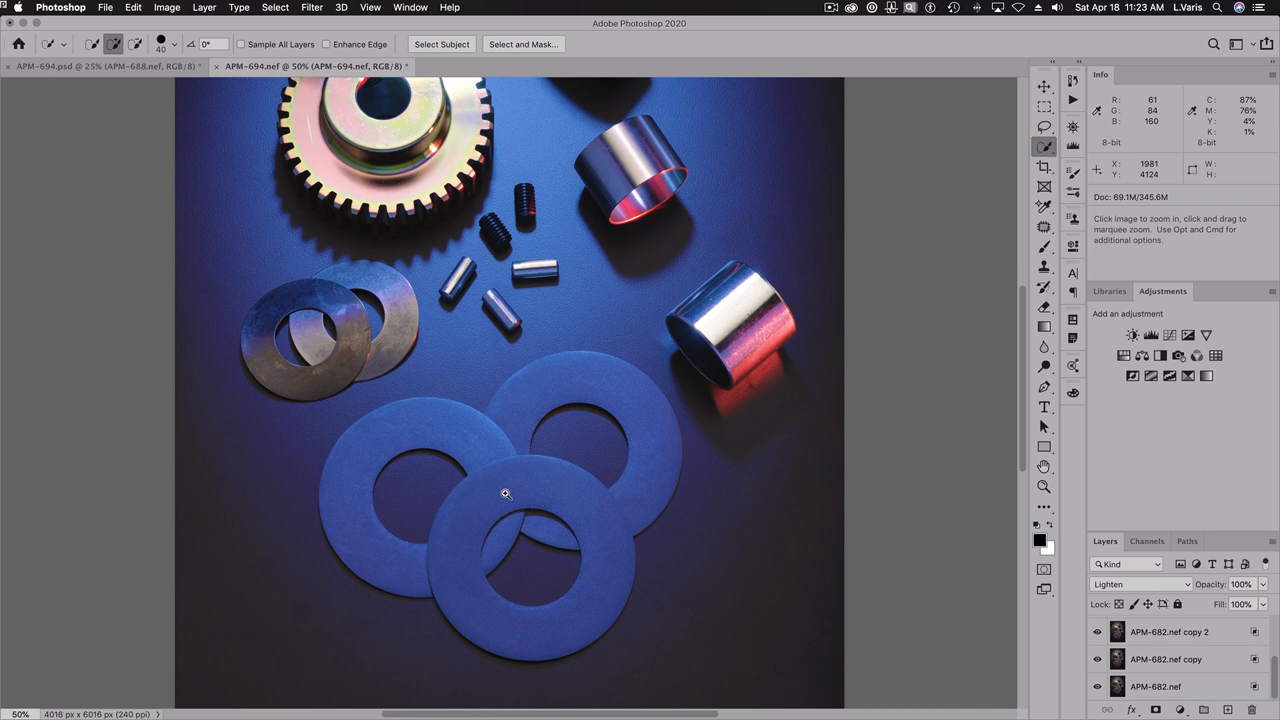 Photoshop File Edit Image Layer Type Select Filter 3D View Window Help Sat Apr 18 11:23 AM L.Varis
Adobe Photoshop 2020
40 0° Sample All Layers Enhance Edge Select Subject Select and Mask...
× APM-694.psd @ 25% (APM-688.nef, RGB/8) * × APM-694.nef @ 50% (APM-694.nef, RGB/8) *
Info
R: 61 C: 87%
G: 84 M: 76%
B: 160 Y: 4%
K: 1%
8-bit 8-bit
X: 1981 W:
Y: 4124 H:
Doc: 69.1M/345.6M
Click image to zoom in, click and drag to
marquee zoom. Use Opt and Cmd for
additional options.
Libraries Adjustments
Add an adjustment
Layers Channels Paths
Kind
Lighten Opacity: 100%
Lock: Fill: 100%
APM-682.nef copy 2
APM-682.nef copy
APM-682.nef
50% 4016 px x 6016 px (240 ppi)